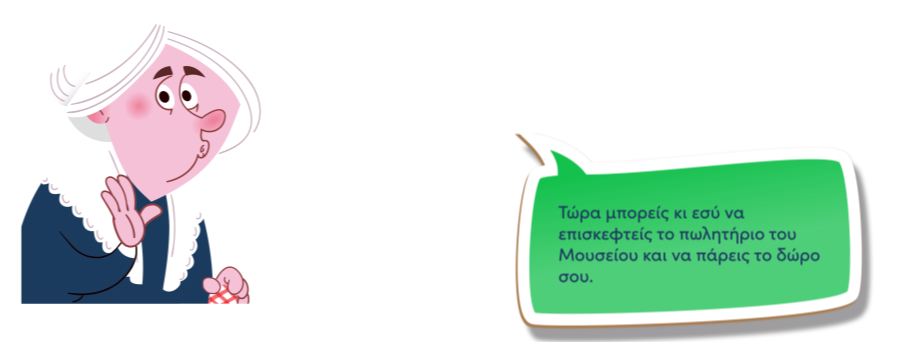 Τώρα μπορείς κι εσύ να
επισκεφτείς το πωλητήριο του
Μουσείου και να πάρεις το δώρο
σου.